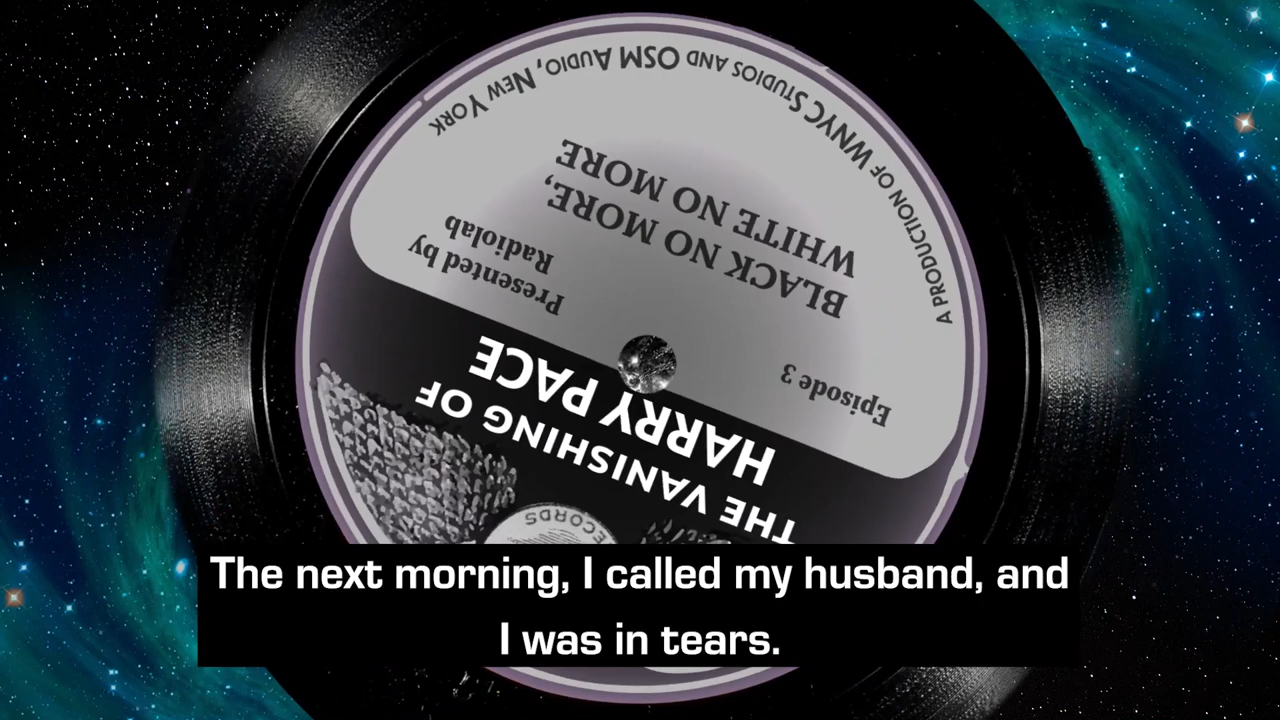 A PRODUCTION OF WNYC STUDIOS AND OSM AUDIO, NEW YORK
BLACK NO MORE,
WHITE NO MORE
Presented by
Radiolab
Episode 3
THE VANISHING OF
HARRY PACE
RECORDS
The next morning, I called my husband, and
I was in tears.